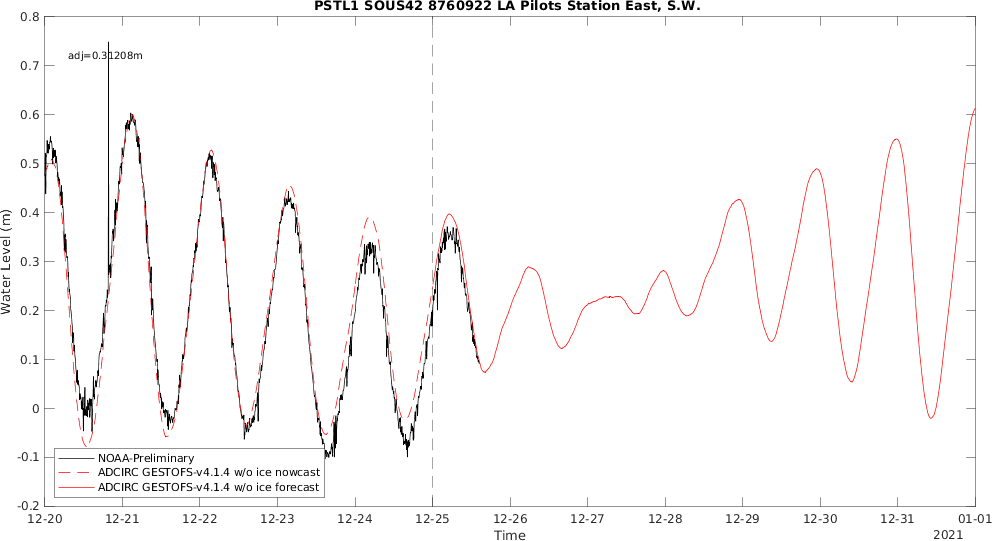 PSTL1 SOUS42 8760922 LA Pilots Station East, S.W.
adj=0.31208m
Water Level (m)
0.8
0.7
0.6
0.5
0.4
0.3
0.2
0.1
0
-0.1
-0.2
NOAA-Preliminary
ADCIRC GESTOFS-v4.1.4 w/o ice nowcast
ADCIRC GESTOFS-v4.1.4 w/o ice forecast
12-20 12-21 12-22 12-23 12-24 12-25 12-26 12-27 12-28 12-29 12-30 12-31 01-01
Time
2021